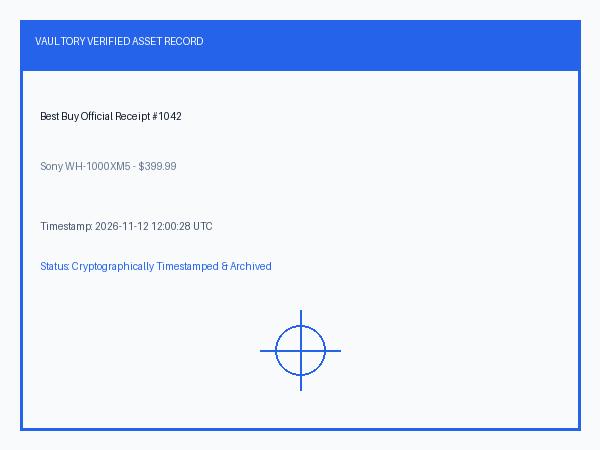 VAULTORY VERIFIED ASSET RECORD
Best Buy Official Receipt #1042
Sony WH-1000XM5 - $399.99
Timestamp: 2026-11-12 12:00:28 UTC
Status: Cryptographically Timestamped & Archived